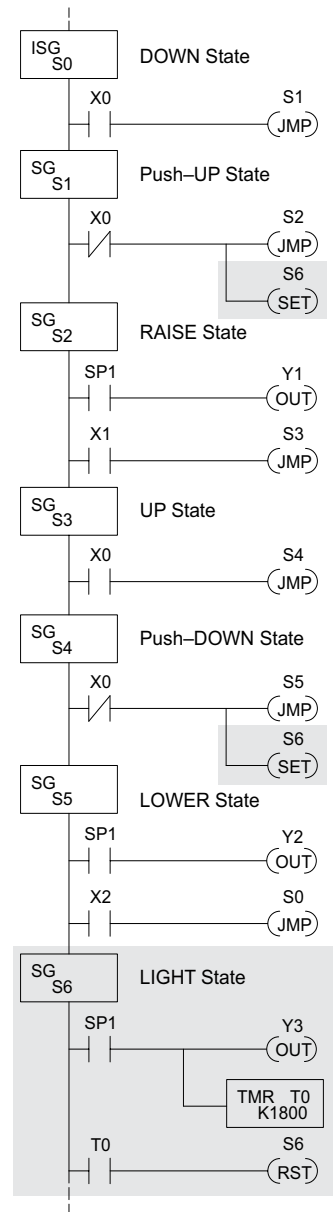 ISG
S0
DOWN State
X0
S1
JMP
SG
S1
Push–UP State
X0
S2
JMP
S6
SET
SG
S2
RAISE State
SP1
Y1
OUT
X1
S3
JMP
SG
S3
UP State
X0
S4
JMP
SG
S4
Push–DOWN State
X0
S5
JMP
S6
SET
SG
S5
LOWER State
SP1
Y2
OUT
X2
S0
JMP
SG
S6
LIGHT State
SP1
Y3
OUT
TMR T0
K1800
T0
S6
RST